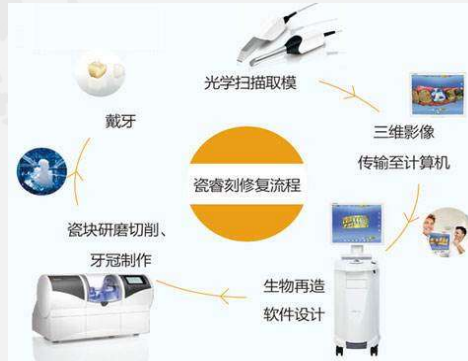 光学扫描取模
三维影像
传输至计算机
生物再造
软件设计
瓷块研磨切削、
牙冠制作
戴牙
瓷睿刻修复流程